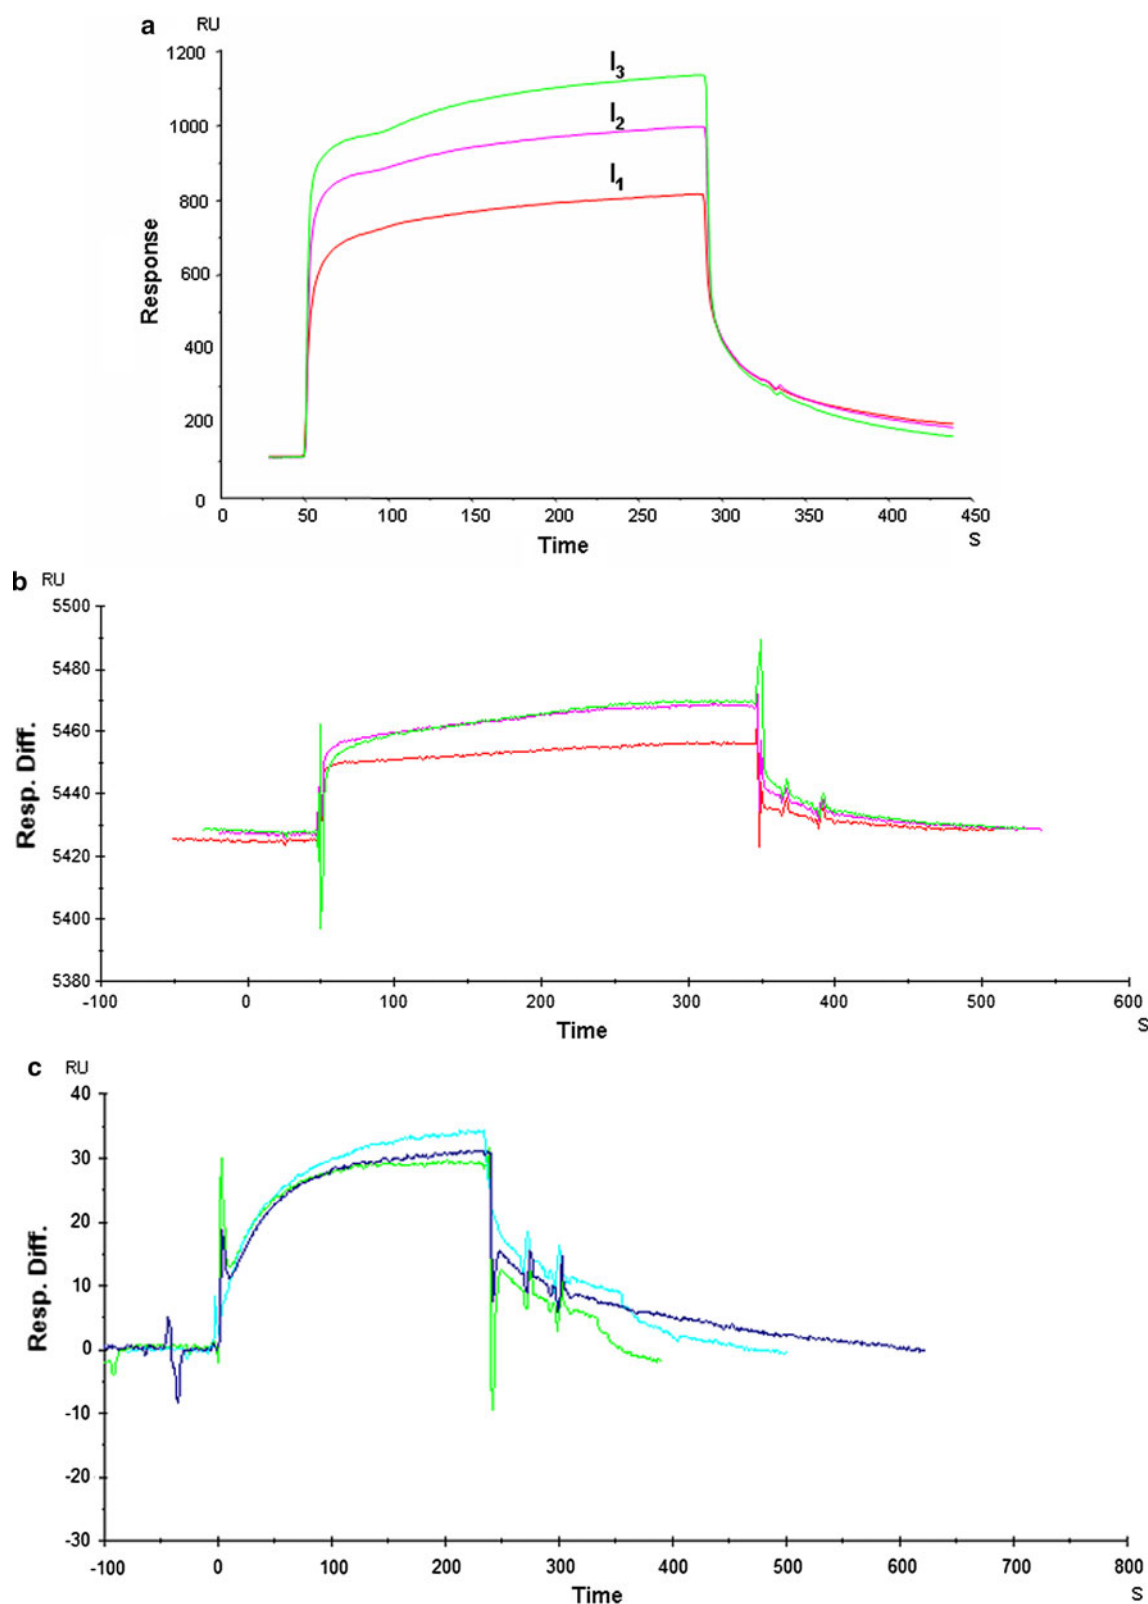 a
RU
1200
1000
800
600
400
200
0
Response
I3
I2
I1
0 50 100 150 200 250 300 350 400 450
Time
S
b
RU
5500
5480
5460
5440
5420
5400
5380
Resp. Diff.
-100 0 100 200 300 400 500 600
Time
S
c
RU
40
30
20
10
0
-10
-20
-30
Resp. Diff.
-100 0 100 200 300 400 500 600 700 800
Time
S